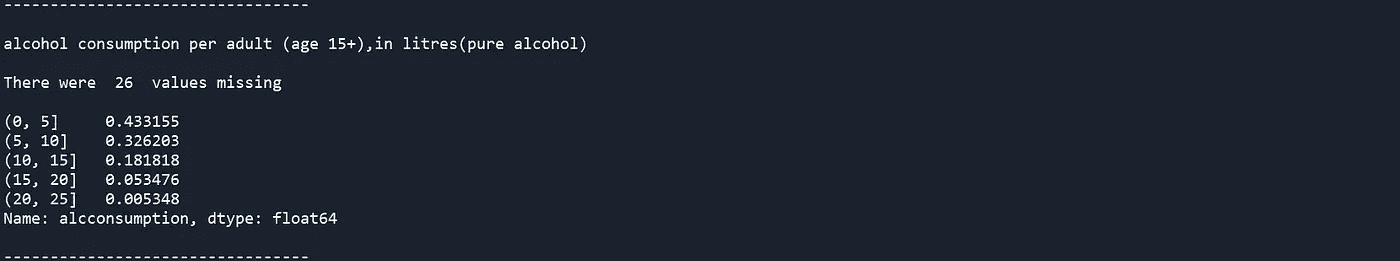 ---------------------------------
alcohol consumption per adult (age 15+),in litres(pure alcohol)
There were  26  values missing
(0, 5]     0.433155
(5, 10]    0.326203
(10, 15]   0.181818
(15, 20]   0.053476
(20, 25]   0.005348
Name: alcconsumption, dtype: float64
---------------------------------